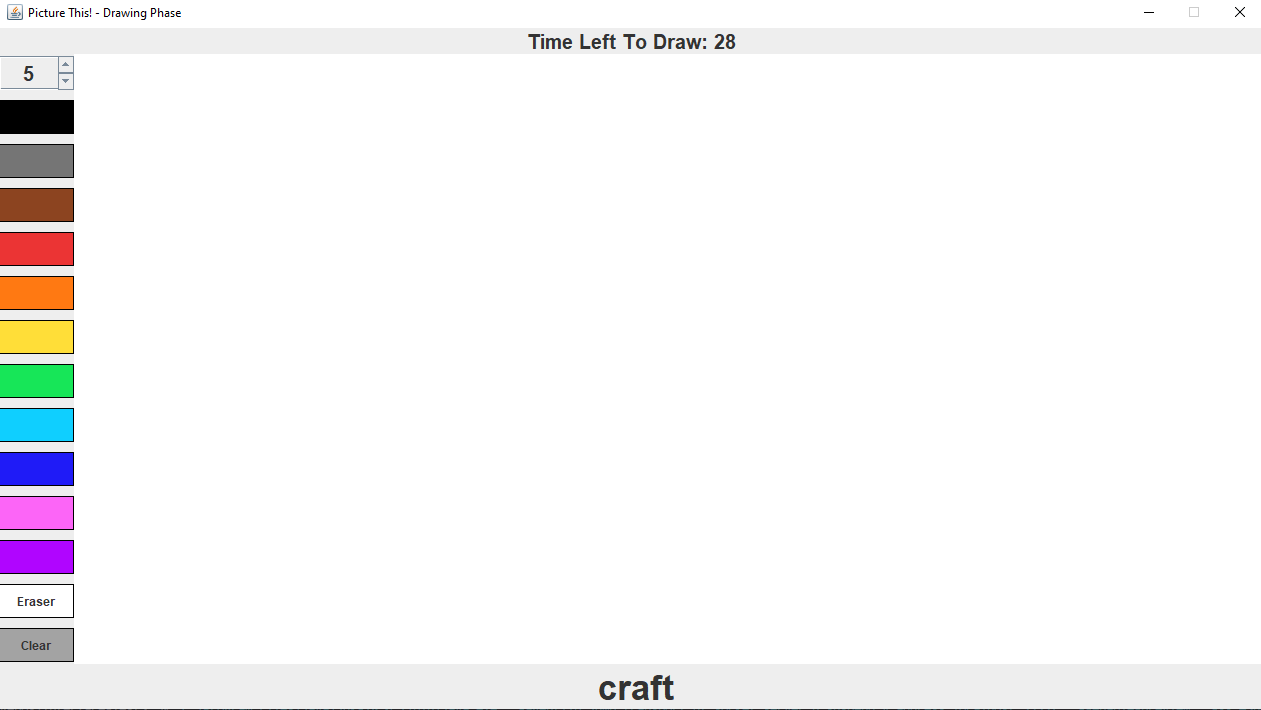 Picture This! - Drawing Phase
Time Left To Draw: 28
5
Eraser
Clear
craft